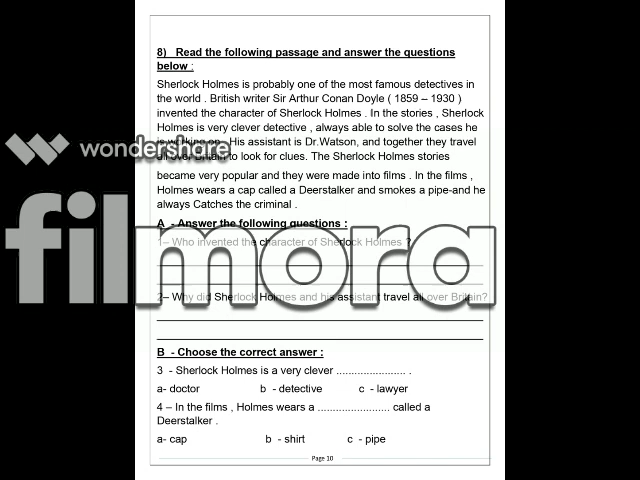 8) Read the following passage and answer the questions
below :
Sherlock Holmes is probably one of the most famous detectives in
the world . British writer Sir Arthur Conan Doyle ( 1859 – 1930 )
invented the character of Sherlock Holmes . In the stories , Sherlock
Holmes is very clever detective , always able to solve the cases he
is working on . His assistant is Dr.Watson, and together they travel
all over Britain to look for clues. The Sherlock Holmes stories
became very popular and they were made into films . In the films ,
Holmes wears a cap called a Deerstalker and smokes a pipe-and he
always Catches the criminal .
A - Answer the following questions :
1– Who invented the character of Sherlock Holmes ?
2– Why did Sherlock Holmes and his assistant travel all over Britain?
B - Choose the correct answer :
3 - Sherlock Holmes is a very clever ....................... .
a- doctor b - detective c - lawyer
4 – In the films , Holmes wears a ........................ called a
Deerstalker .
a- cap b - shirt c - pipe
Page 10
wondershare
filmora